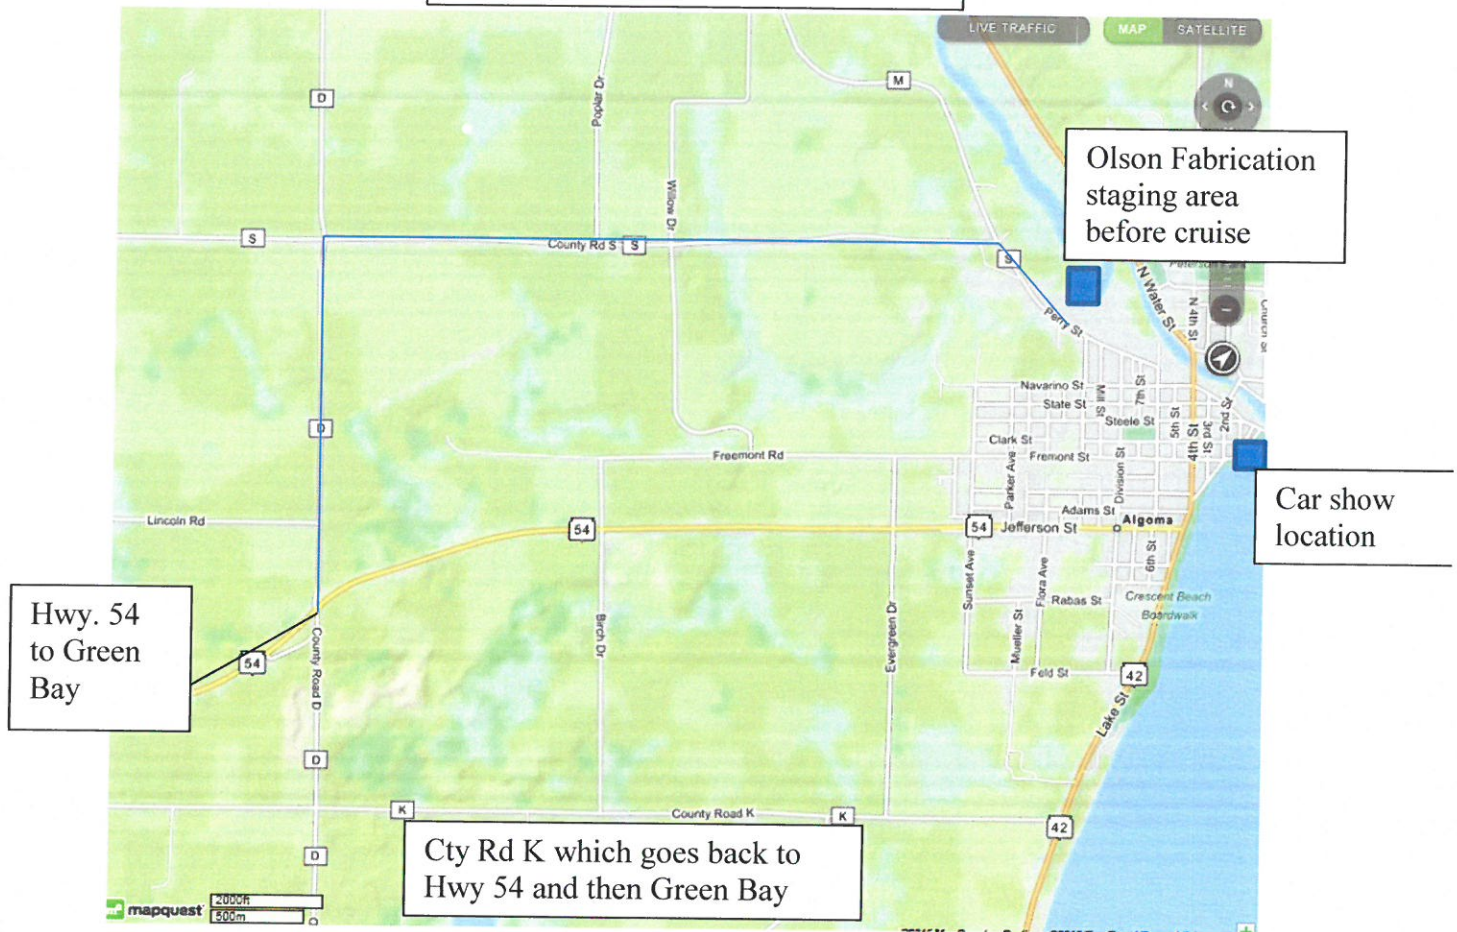 LIVE TRAFFIC
MAP
SATELLITE
N
D
Poplar Dr
M
Willow Dr
Olson Fabrication
staging area
before cruise
S
County Rd S
S
S
Peterson Park
N Water St
N 4th St
Church St
Perry St
Navarino St
State St
Mill St
7th St
Steele St
5th St
4th St
3rd St
2nd St
D
Clark St
Freemont Rd
Fremont St
Parker Ave
Division St
Car show
location
Lincoln Rd
54
54
Jefferson St
Adams St
Algoma
6th St
Sunset Ave
Flora Ave
Rabas St
Crescent Beach
Boardwalk
Hwy. 54
to Green
Bay
54
County Road D
Birch Dr
Evergreen Dr
Mueller St
Feld St
42
Lake St
D
K
County Road K
K
42
Cty Rd K which goes back to
Hwy 54 and then Green Bay
D
mapquest
2000ft
500m